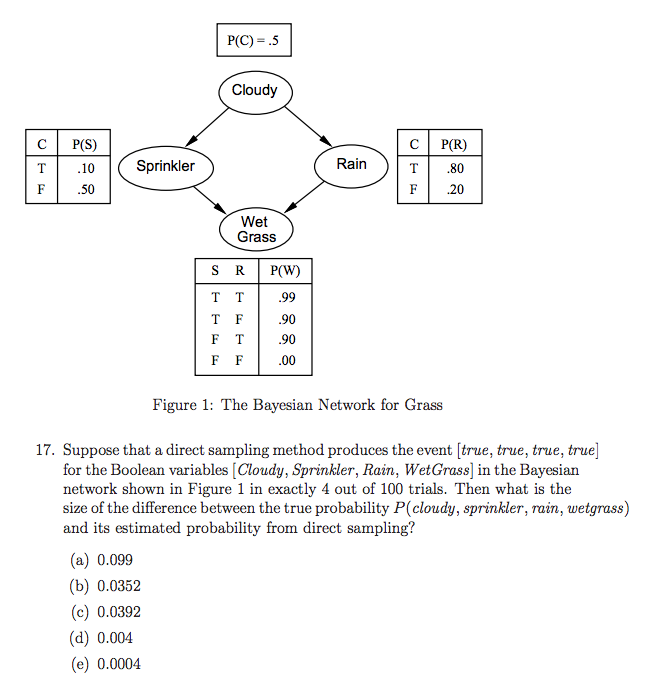 P(C) = .5
Cloudy
C P(S)
T .10
F .50
Sprinkler
Rain
C P(R)
T .80
F .20
Wet
Grass
S R P(W)
T T .99
T F .90
F T .90
F F .00
Figure 1: The Bayesian Network for Grass
17. Suppose that a direct sampling method produces the event [true, true, true, true]
for the Boolean variables [Cloudy, Sprinkler, Rain, WetGrass] in the Bayesian
network shown in Figure 1 in exactly 4 out of 100 trials. Then what is the
size of the difference between the true probability P(cloudy, sprinkler, rain, wetgrass)
and its estimated probability from direct sampling?
(a) 0.099
(b) 0.0352
(c) 0.0392
(d) 0.004
(e) 0.0004